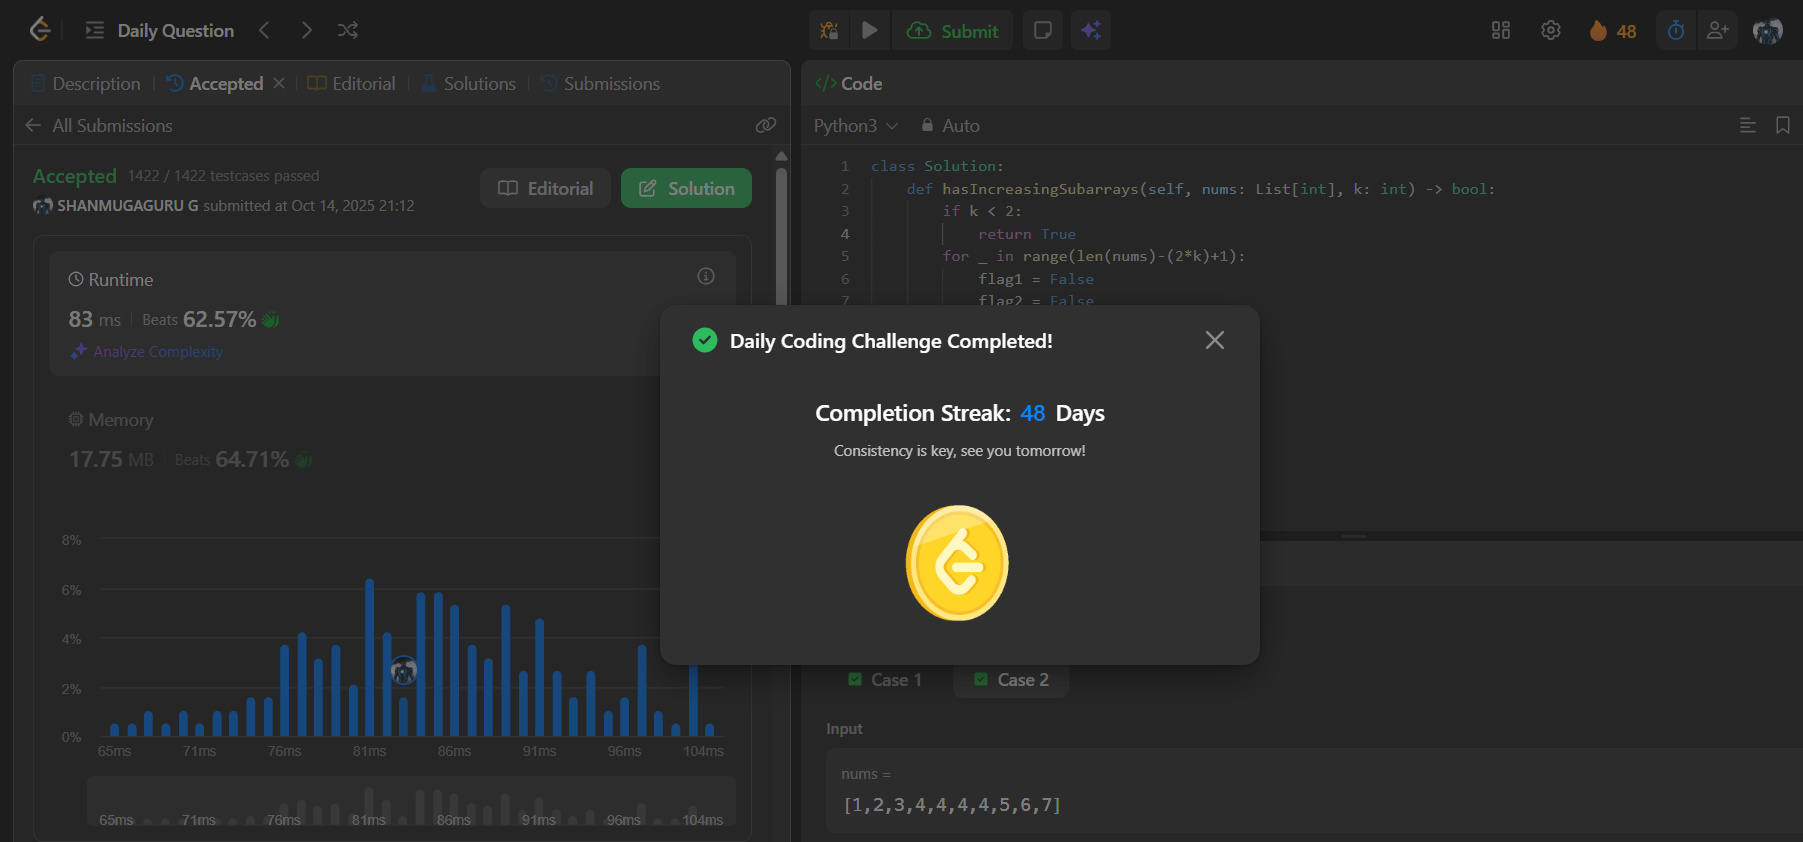 Daily Question
Submit
48
Description
Accepted
Editorial
Solutions
Submissions
All Submissions
Accepted 1422 / 1422 testcases passed
SHANMUGAGURU G submitted at Oct 14, 2025 21:12
Editorial
Solution
Runtime
83 ms Beats 62.57%
Analyze Complexity
Memory
17.75 MB Beats 64.71%
8%
6%
4%
2%
0%
65ms 71ms 76ms 81ms 86ms 91ms 96ms 104ms
65ms 71ms 76ms 81ms 86ms 91ms 96ms 104ms
</> Code
Python3 Auto
1 class Solution:
2 def hasIncreasingSubarrays(self, nums: List[int], k: int) -> bool:
3 if k < 2:
4 return True
5 for _ in range(len(nums)-(2*k)+1):
6 flag1 = False
7 flag2 = False
Daily Coding Challenge Completed!
Completion Streak: 48 Days
Consistency is key, see you tomorrow!
Case 1
Case 2
Input
nums =
[1,2,3,4,4,4,4,5,6,7]